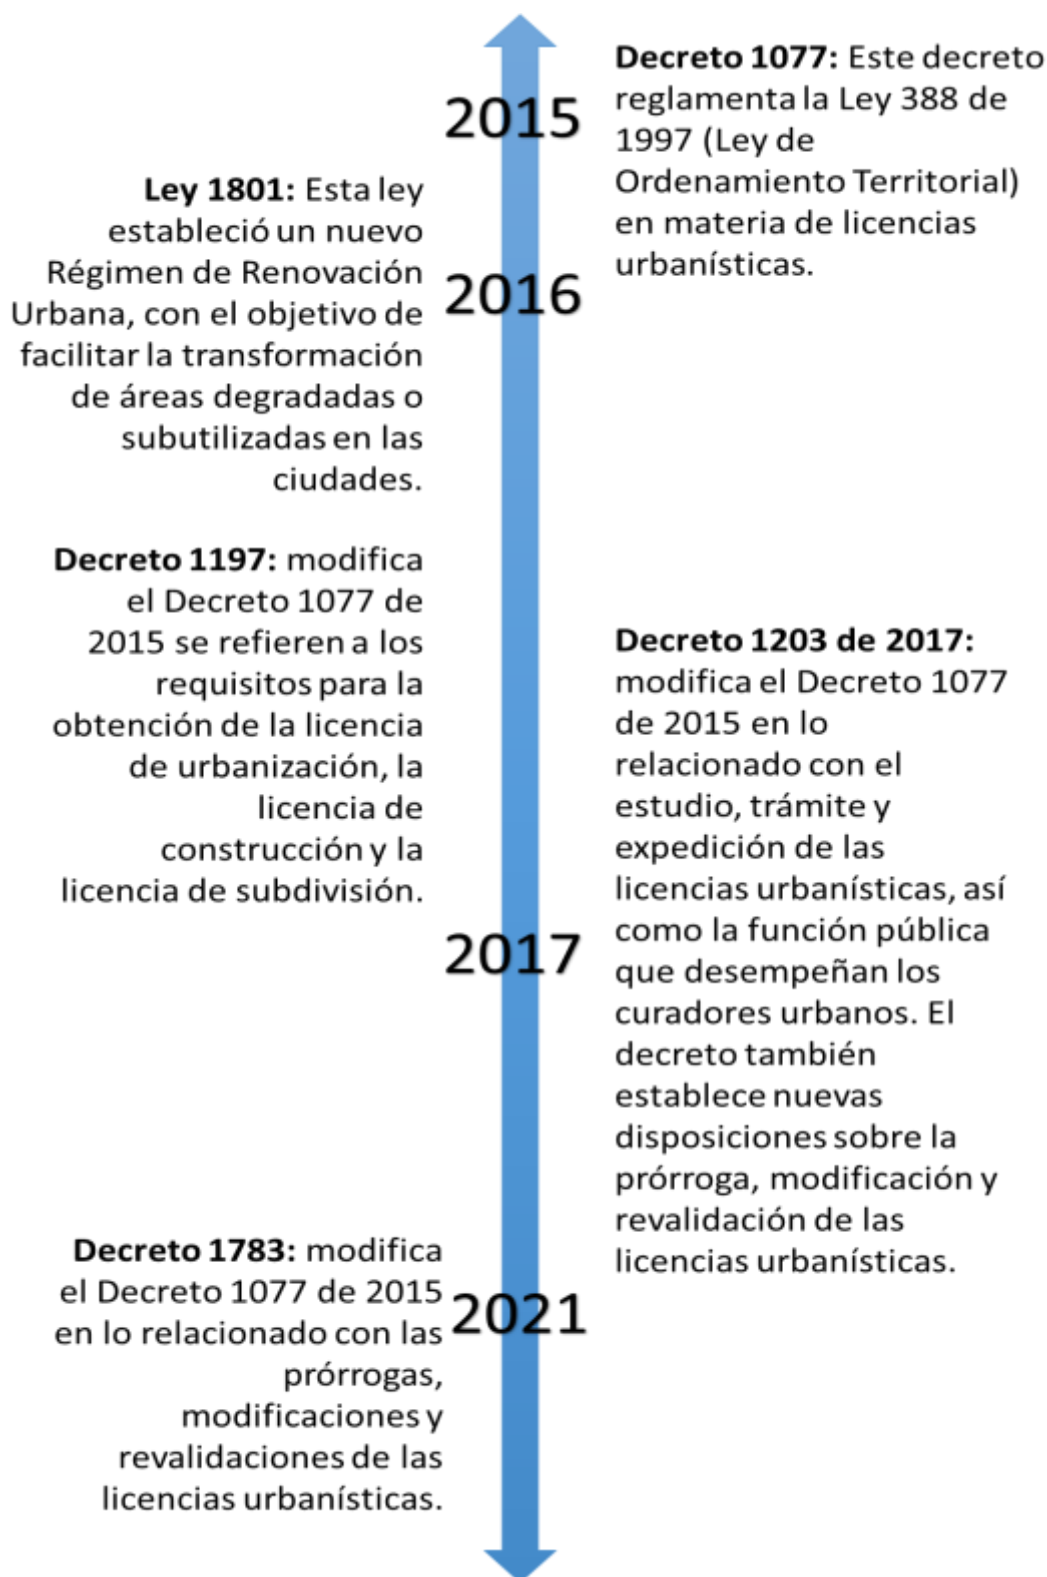 2015
Decreto 1077: Este decreto
reglamenta la Ley 388 de
1997 (Ley de
Ordenamiento Territorial)
en materia de licencias
urbanísticas.
Ley 1801: Esta ley
estableció un nuevo
Régimen de Renovación
Urbana, con el objetivo de
facilitar la transformación
de áreas degradadas o
subutilizadas en las
ciudades.
2016
Decreto 1197: modifica
el Decreto 1077 de
2015 se refieren a los
requisitos para la
obtención de la licencia
de urbanización, la
licencia de
construcción y la
licencia de subdivisión.
2017
Decreto 1203 de 2017:
modifica el Decreto 1077
de 2015 en lo
relacionado con el
estudio, trámite y
expedición de las
licencias urbanísticas, así
como la función pública
que desempeñan los
curadores urbanos. El
decreto también
establece nuevas
disposiciones sobre la
prórroga, modificación y
revalidación de las
licencias urbanísticas.
Decreto 1783: modifica
el Decreto 1077 de 2015
en lo relacionado con las
prórrogas,
modificaciones y
revalidaciones de las
licencias urbanísticas.
2021